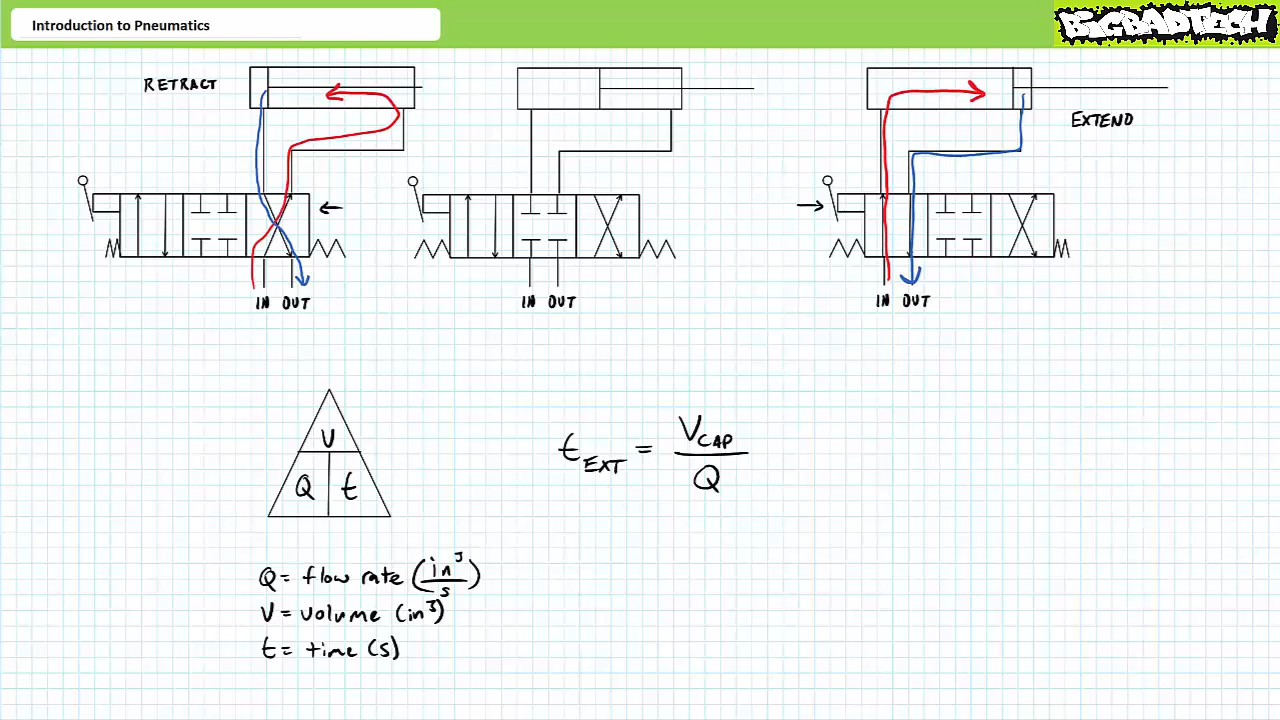 Introduction to Pneumatics
BIGBADTECH
RETRACT
EXTEND
IN OUT
IN OUT
IN OUT
V
Q t
t EXT = V CAP / Q
Q = flow rate (in³/s)
V = volume (in³)
t = time (s)